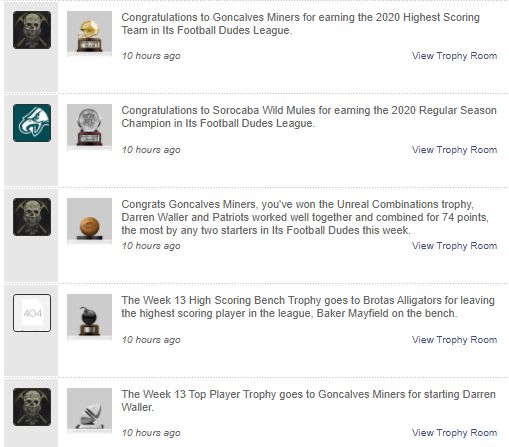 Congratulations to Goncalves Miners for earning the 2020 Highest Scoring
Team in Its Football Dudes League.
10 hours ago
View Trophy Room
Congratulations to Sorocaba Wild Mules for earning the 2020 Regular Season
Champion in Its Football Dudes League.
10 hours ago
View Trophy Room
Congrats Goncalves Miners, you've won the Unreal Combinations trophy,
Darren Waller and Patriots worked well together and combined for 74 points,
the most by any two starters in Its Football Dudes this week.
10 hours ago
View Trophy Room
404
The Week 13 High Scoring Bench Trophy goes to Brotas Alligators for leaving
the highest scoring player in the league, Baker Mayfield on the bench.
10 hours ago
View Trophy Room
The Week 13 Top Player Trophy goes to Goncalves Miners for starting Darren
Waller.
10 hours ago
View Trophy Room